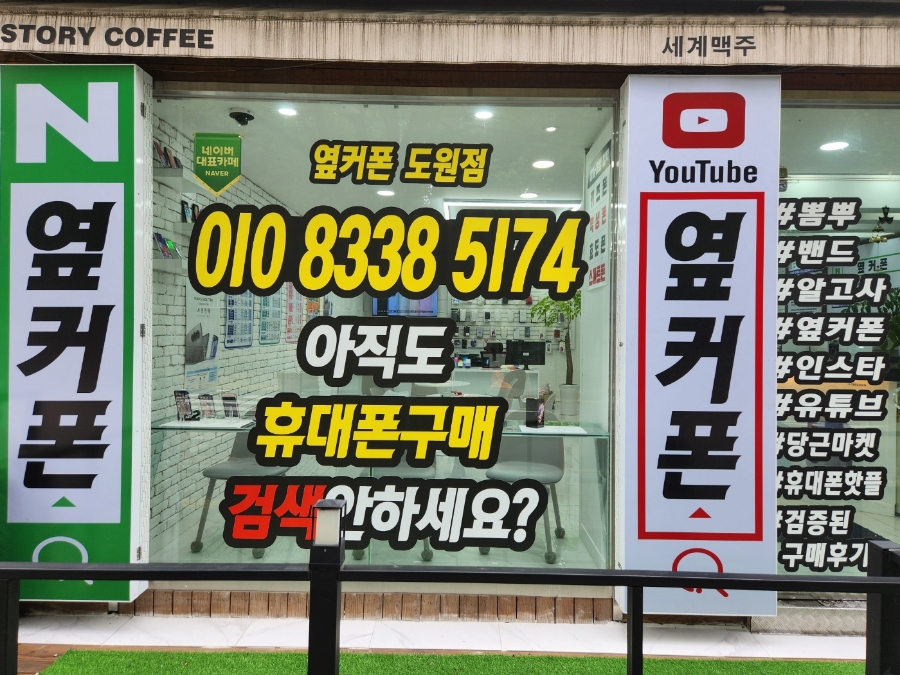 STORY COFFEE
세계맥주
N
옆커폰
네이버
대표카페
NAVER
옆커폰 도원점
010 8338 5174
아직도
휴대폰구매
검색안하세요?
YouTube
옆커폰
#뽐뿌
#밴드
#알고사
#옆커폰
#인스타
#유튜브
#당근마켓
#휴대폰핫플
#검증된
구매후기